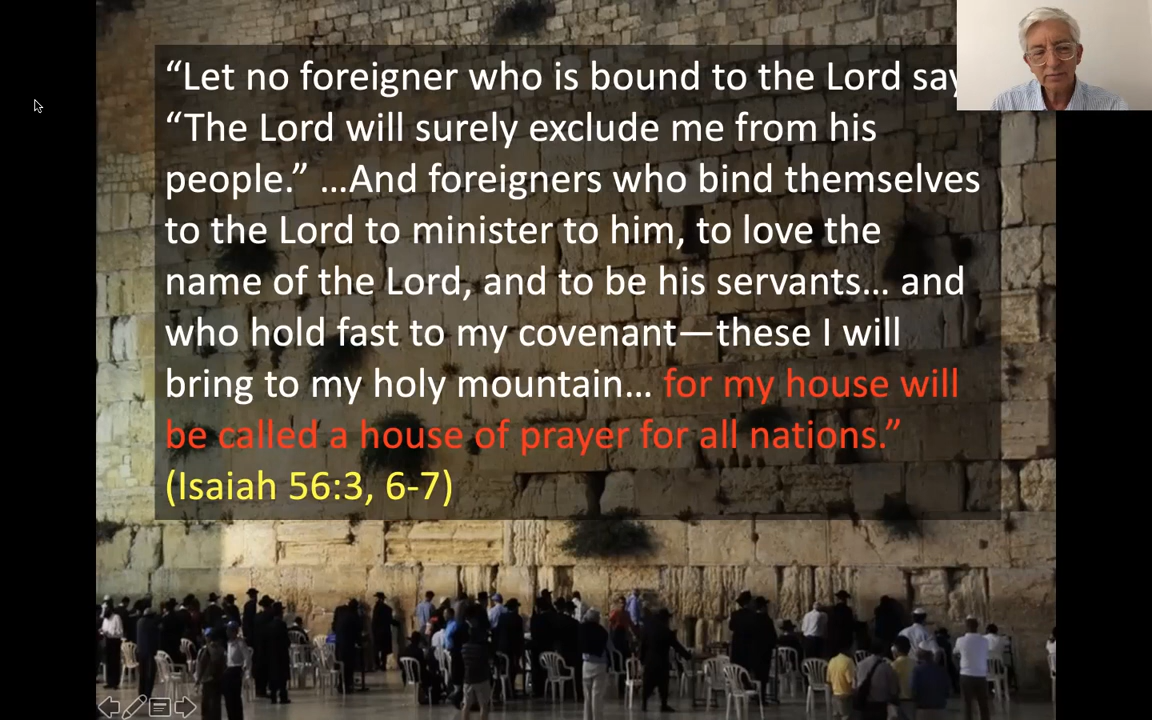 “Let no foreigner who is bound to the Lord say
“The Lord will surely exclude me from his
people.” …And foreigners who bind themselves
to the Lord to minister to him, to love the
name of the Lord, and to be his servants… and
who hold fast to my covenant—these I will
bring to my holy mountain… for my house will
be called a house of prayer for all nations.”
(Isaiah 56:3, 6-7)